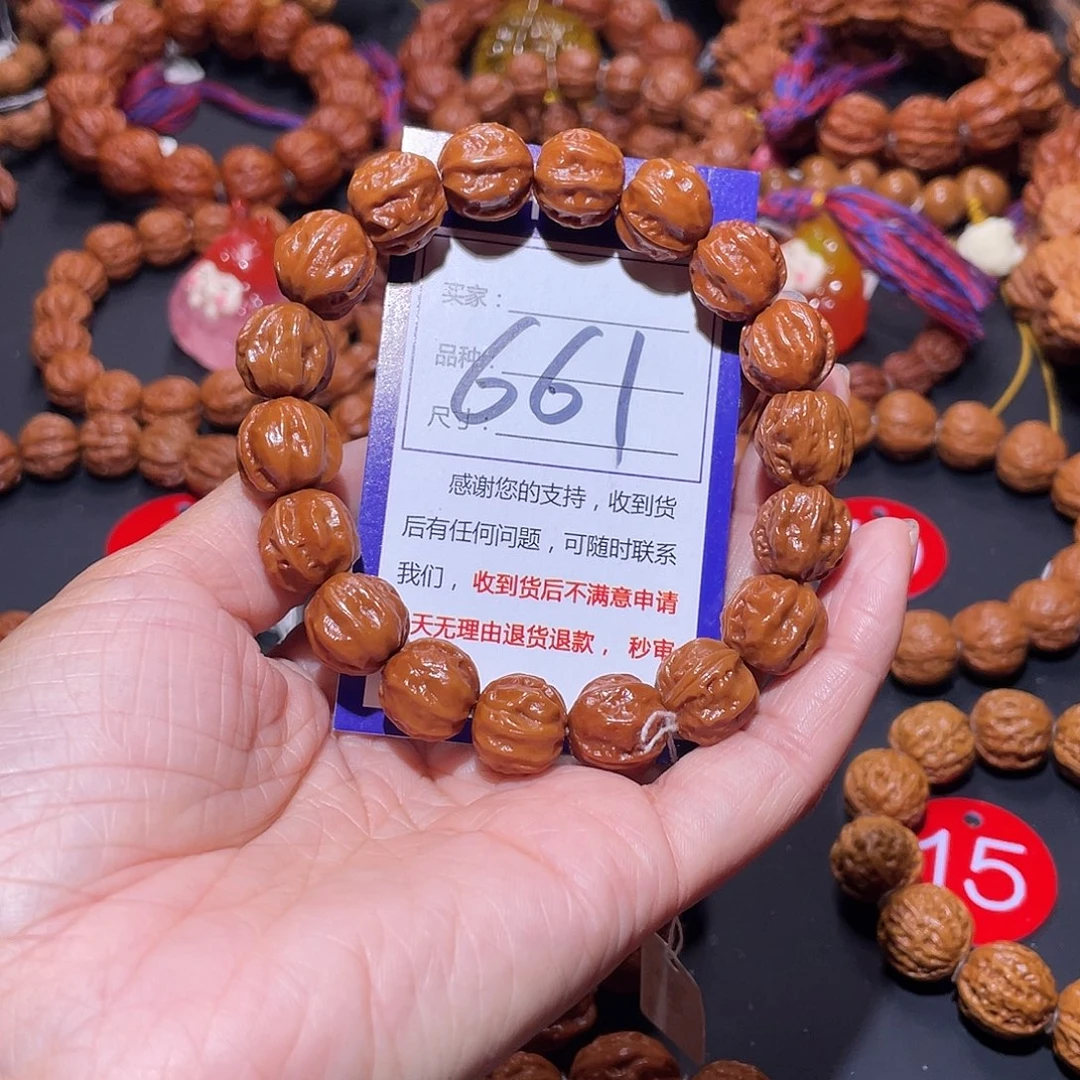 买家：
品种：
尺寸：
661
感谢您的支持，收到货
后有任何问题，可随时联系
我们，收到货后不满意申请
天无理由退货退款，秒审
15